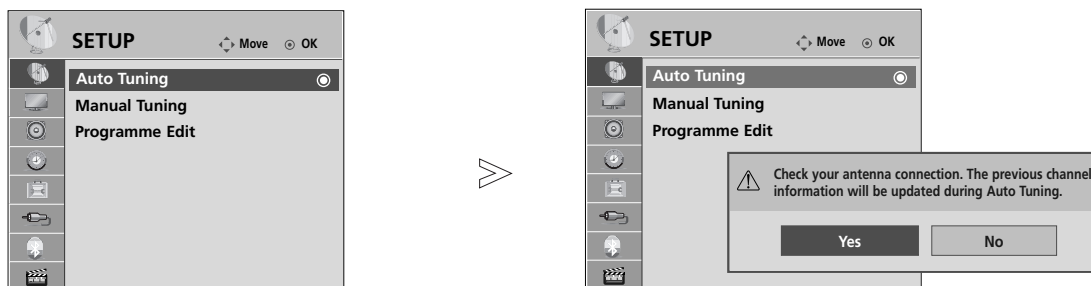 SETUP
Move OK
Auto Tuning
Manual Tuning
Programme Edit
SETUP
Move OK
Auto Tuning
Manual Tuning
Programme Edit
Check your antenna connection. The previous channel
information will be updated during Auto Tuning.
Yes No